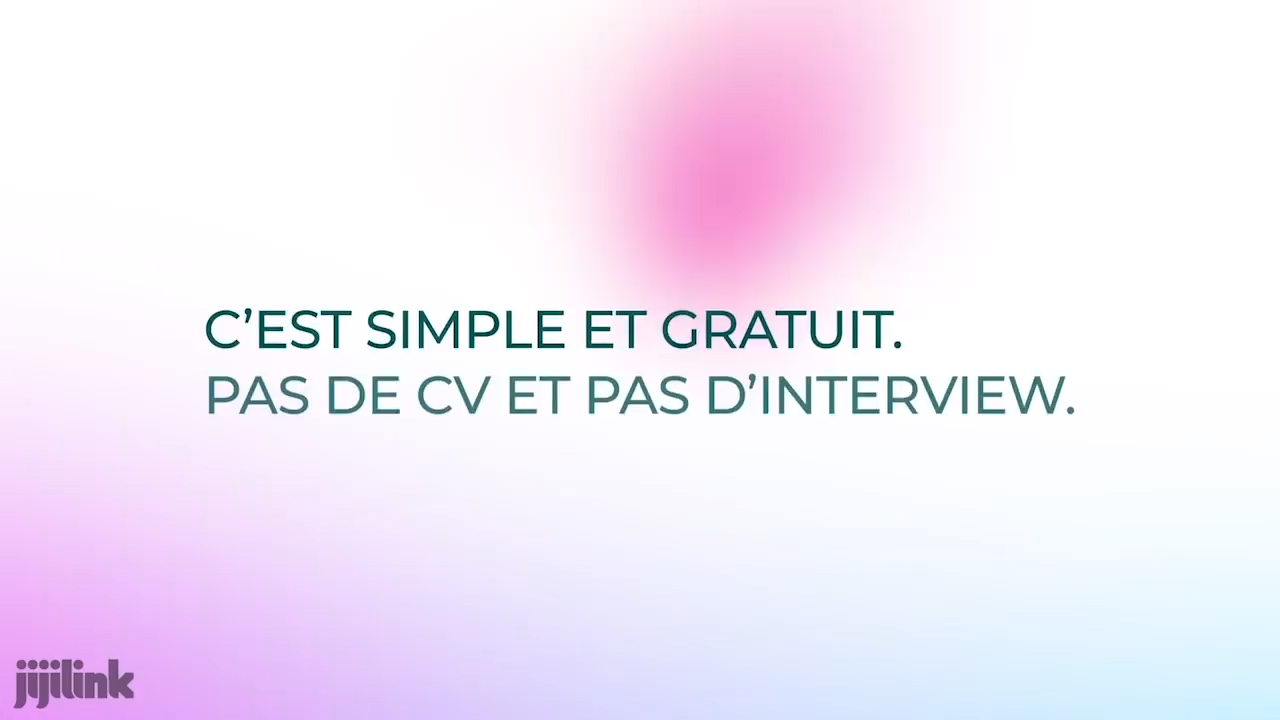 C’EST SIMPLE ET GRATUIT.
PAS DE CV ET PAS D’INTERVIEW.
jijilink